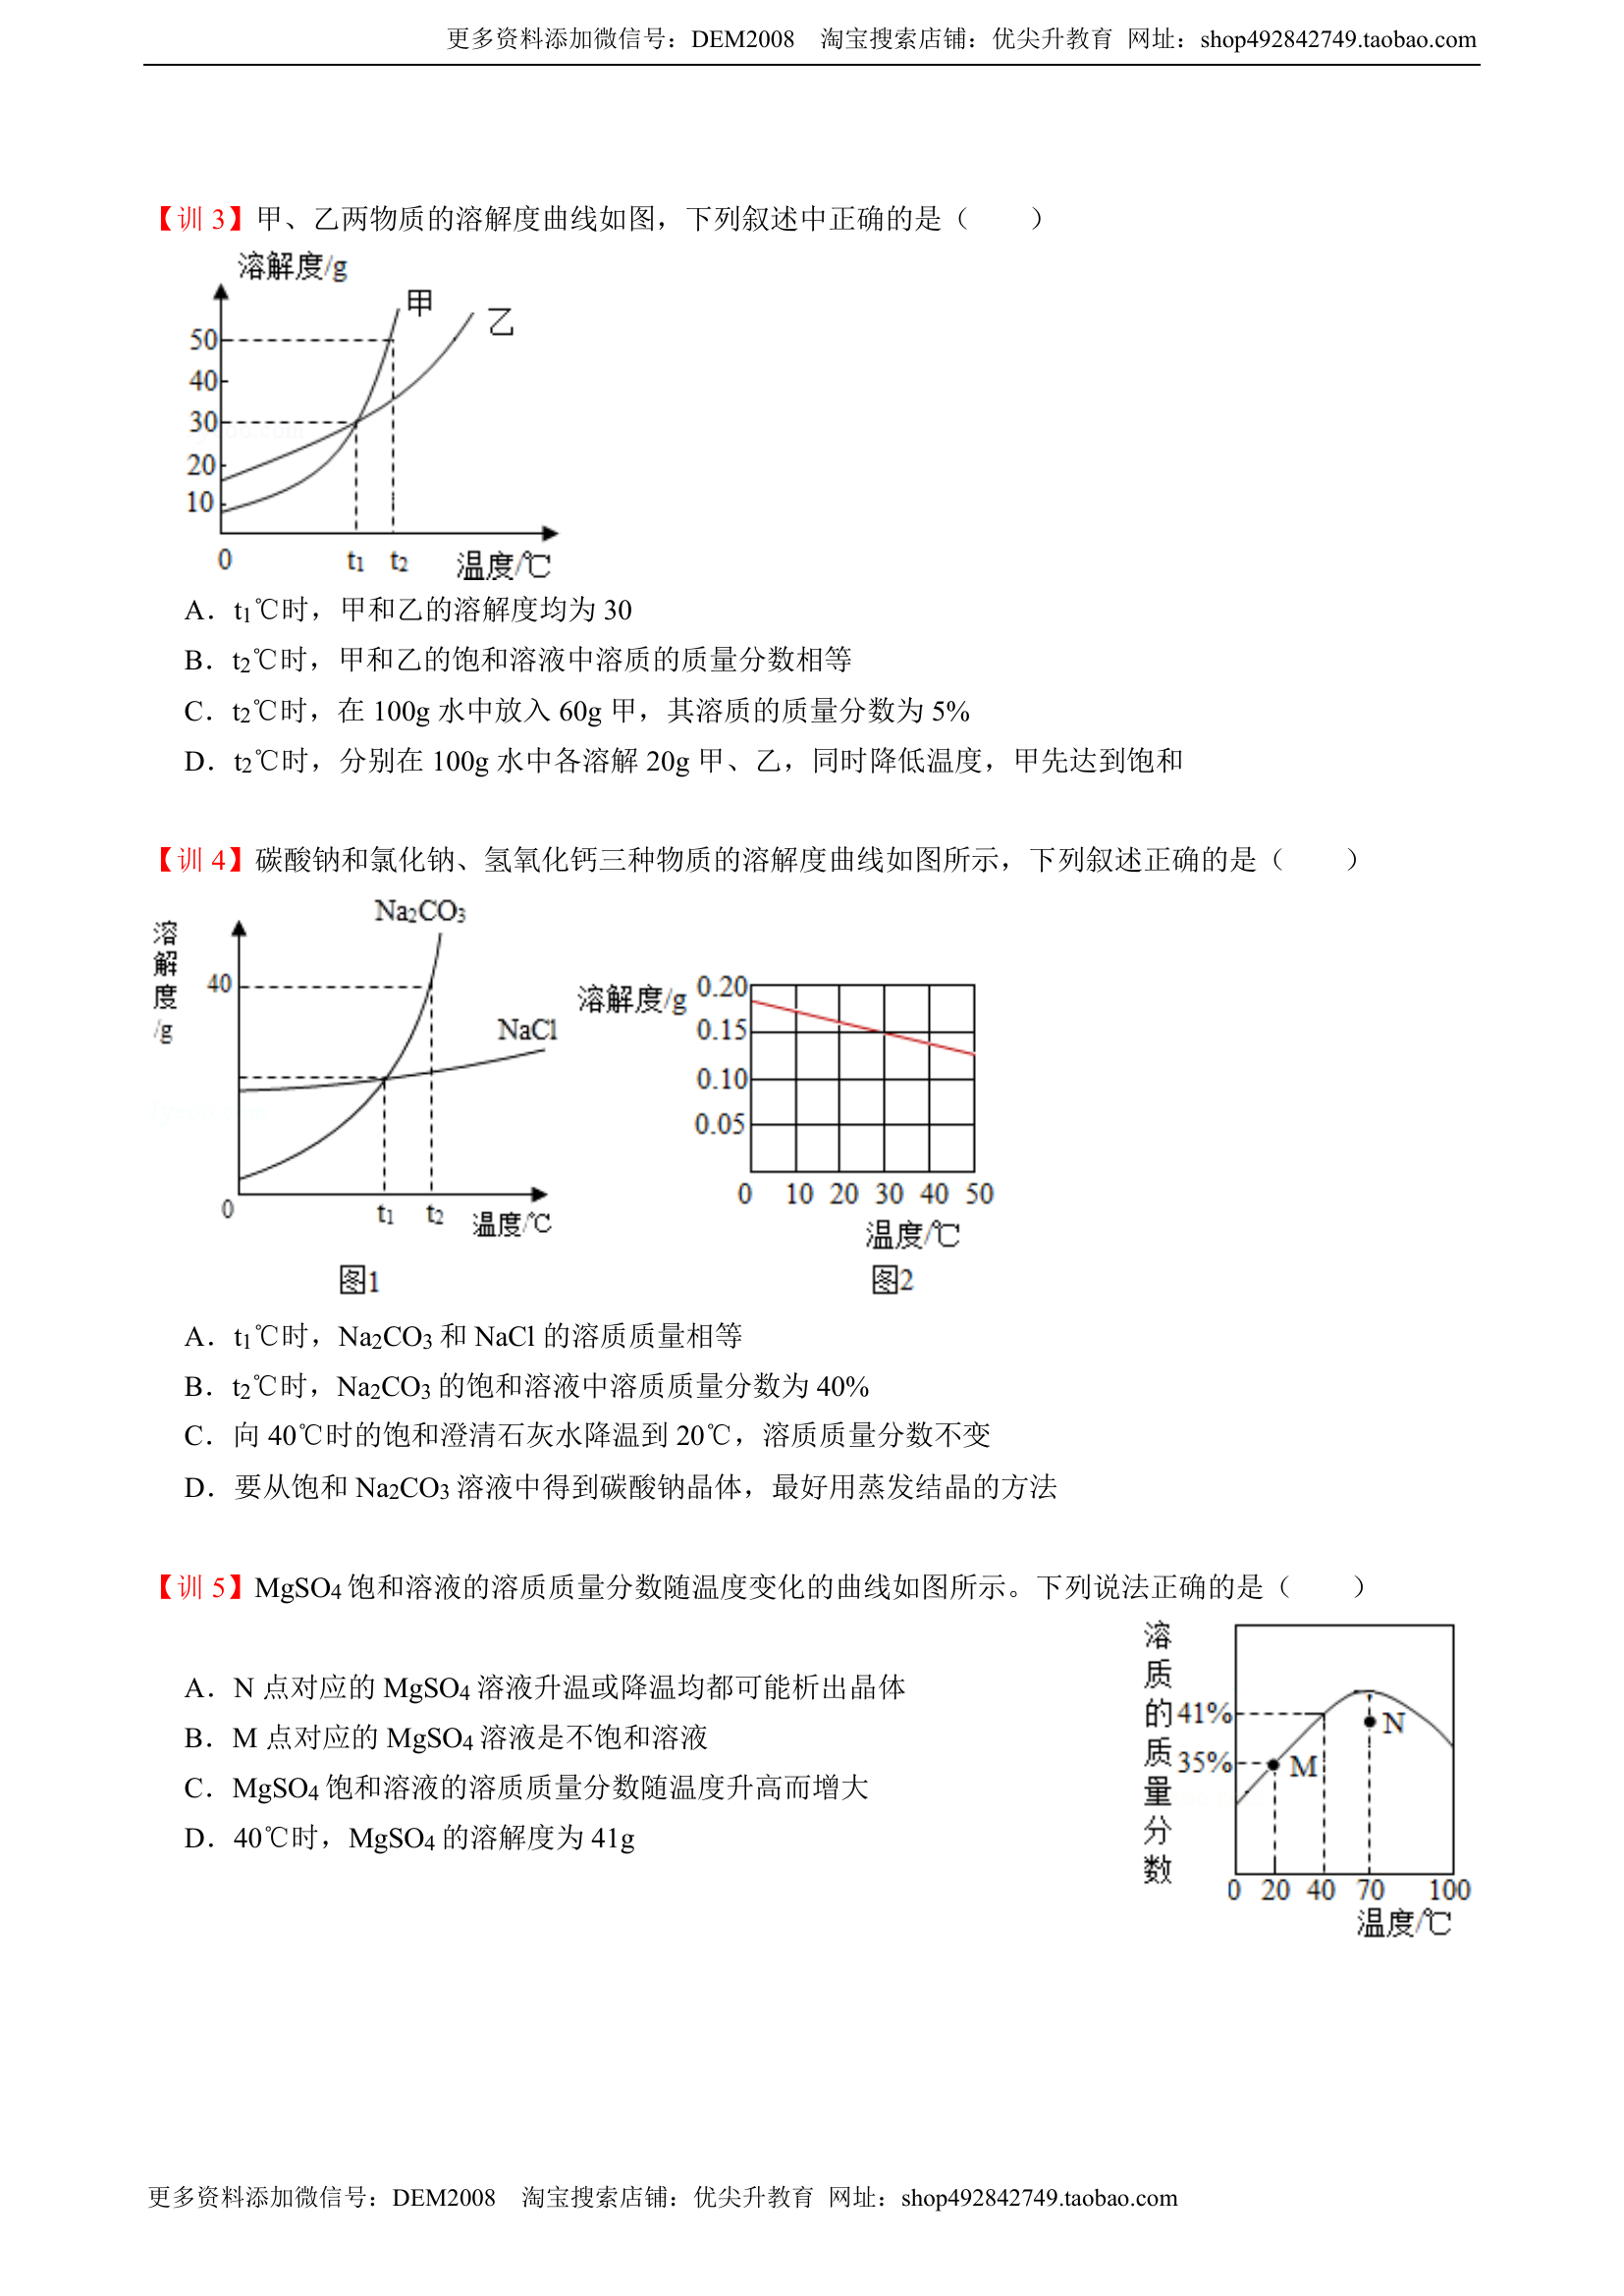 更多资料添加微信号：DEM2008 淘宝搜索店铺：优尖升教育 网址：shop492842749.taobao.com
【训 3】甲、乙两物质的溶解度曲线如图，下列叙述中正确的是（ ）
溶解度/g
甲
乙
50
40
30
20
10
0 t₁ t₂ 温度/℃
A．t₁℃时，甲和乙的溶解度均为 30
B．t₂℃时，甲和乙的饱和溶液中溶质的质量分数相等
C．t₂℃时，在 100g 水中放入 60g 甲，其溶质的质量分数为 5%
D．t₂℃时，分别在 100g 水中各溶解 20g 甲、乙，同时降低温度，甲先达到饱和
【训 4】碳酸钠和氯化钠、氢氧化钙三种物质的溶解度曲线如图所示，下列叙述正确的是（ ）
溶解度/g
Na₂CO₃
40
NaCl
0 t₁ t₂ 温度/℃
图1
溶解度/g
0.20
0.15
0.10
0.05
0 10 20 30 40 50
温度/℃
图2
A．t₁℃时，Na₂CO₃ 和 NaCl 的溶质质量相等
B．t₂℃时，Na₂CO₃ 的饱和溶液中溶质质量分数为 40%
C．向 40℃时的饱和澄清石灰水降温到 20℃，溶质质量分数不变
D．要从饱和 Na₂CO₃ 溶液中得到碳酸钠晶体，最好用蒸发结晶的方法
【训 5】MgSO₄ 饱和溶液的溶质质量分数随温度变化的曲线如图所示。下列说法正确的是（ ）
A．N 点对应的 MgSO₄ 溶液升温或降温均都可能析出晶体
B．M 点对应的 MgSO₄ 溶液是不饱和溶液
C．MgSO₄ 饱和溶液的溶质质量分数随温度升高而增大
D．40℃时，MgSO₄ 的溶解度为 41g
溶质的质量分数
41%
35%
M
N
0 20 40 70 100
温度/℃
更多资料添加微信号：DEM2008 淘宝搜索店铺：优尖升教育 网址：shop492842749.taobao.com